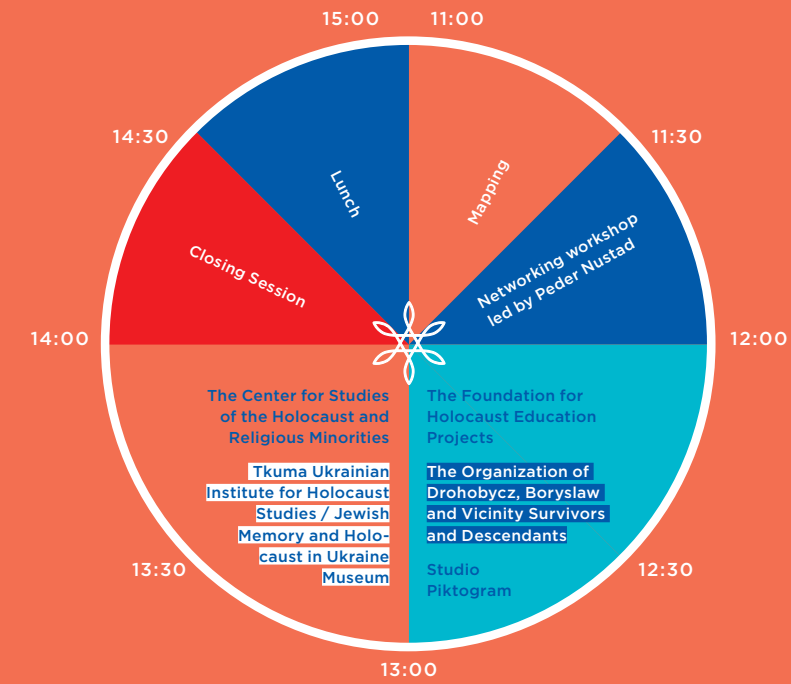 15:00
11:00
14:30
11:30
Lunch
Mapping
Closing Session
Networking workshop
led by Peder Nustad
14:00
12:00
The Center for Studies
of the Holocaust and
Religious Minorities
Tkuma Ukrainian
Institute for Holocaust
Studies / Jewish
Memory and Holo-
caust in Ukraine
Museum
The Foundation for
Holocaust Education
Projects
The Organization of
Drohobycz, Boryslaw
and Vicinity Survivors
and Descendants
Studio
Piktogram
13:30
12:30
13:00